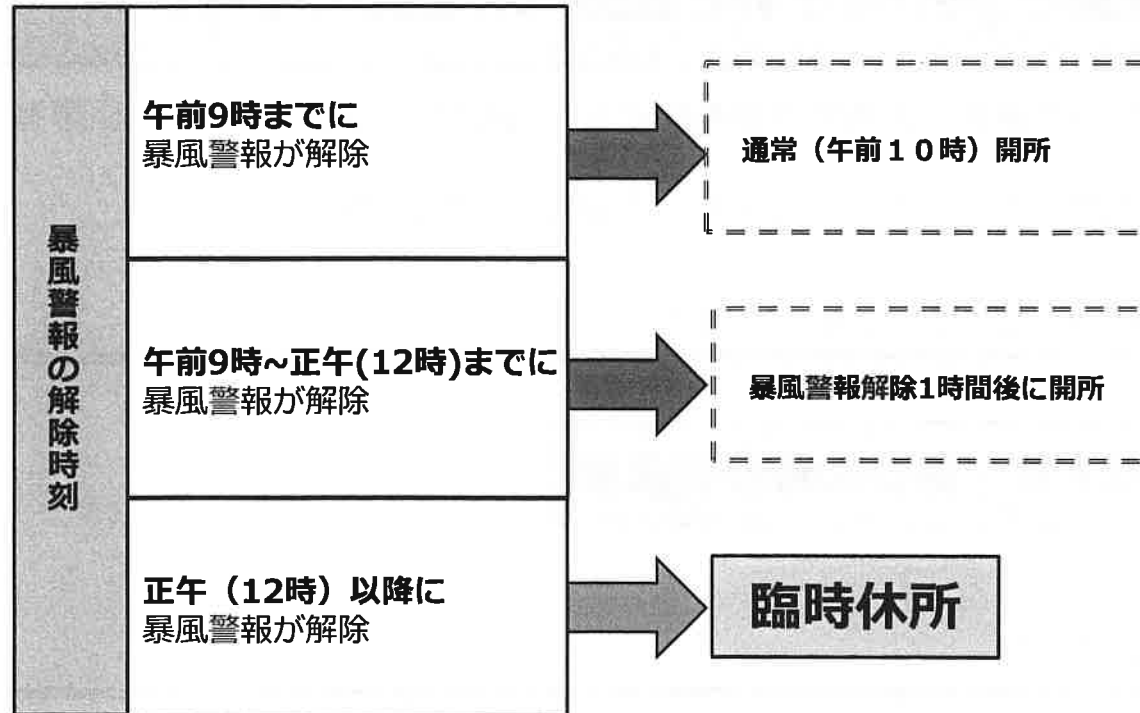 暴風警報の解除時刻
午前9時までに
暴風警報が解除
通常（午前１０時）開所
午前9時~正午(12時)までに
暴風警報が解除
暴風警報解除1時間後に開所
正午（12時）以降に
暴風警報が解除
臨時休所